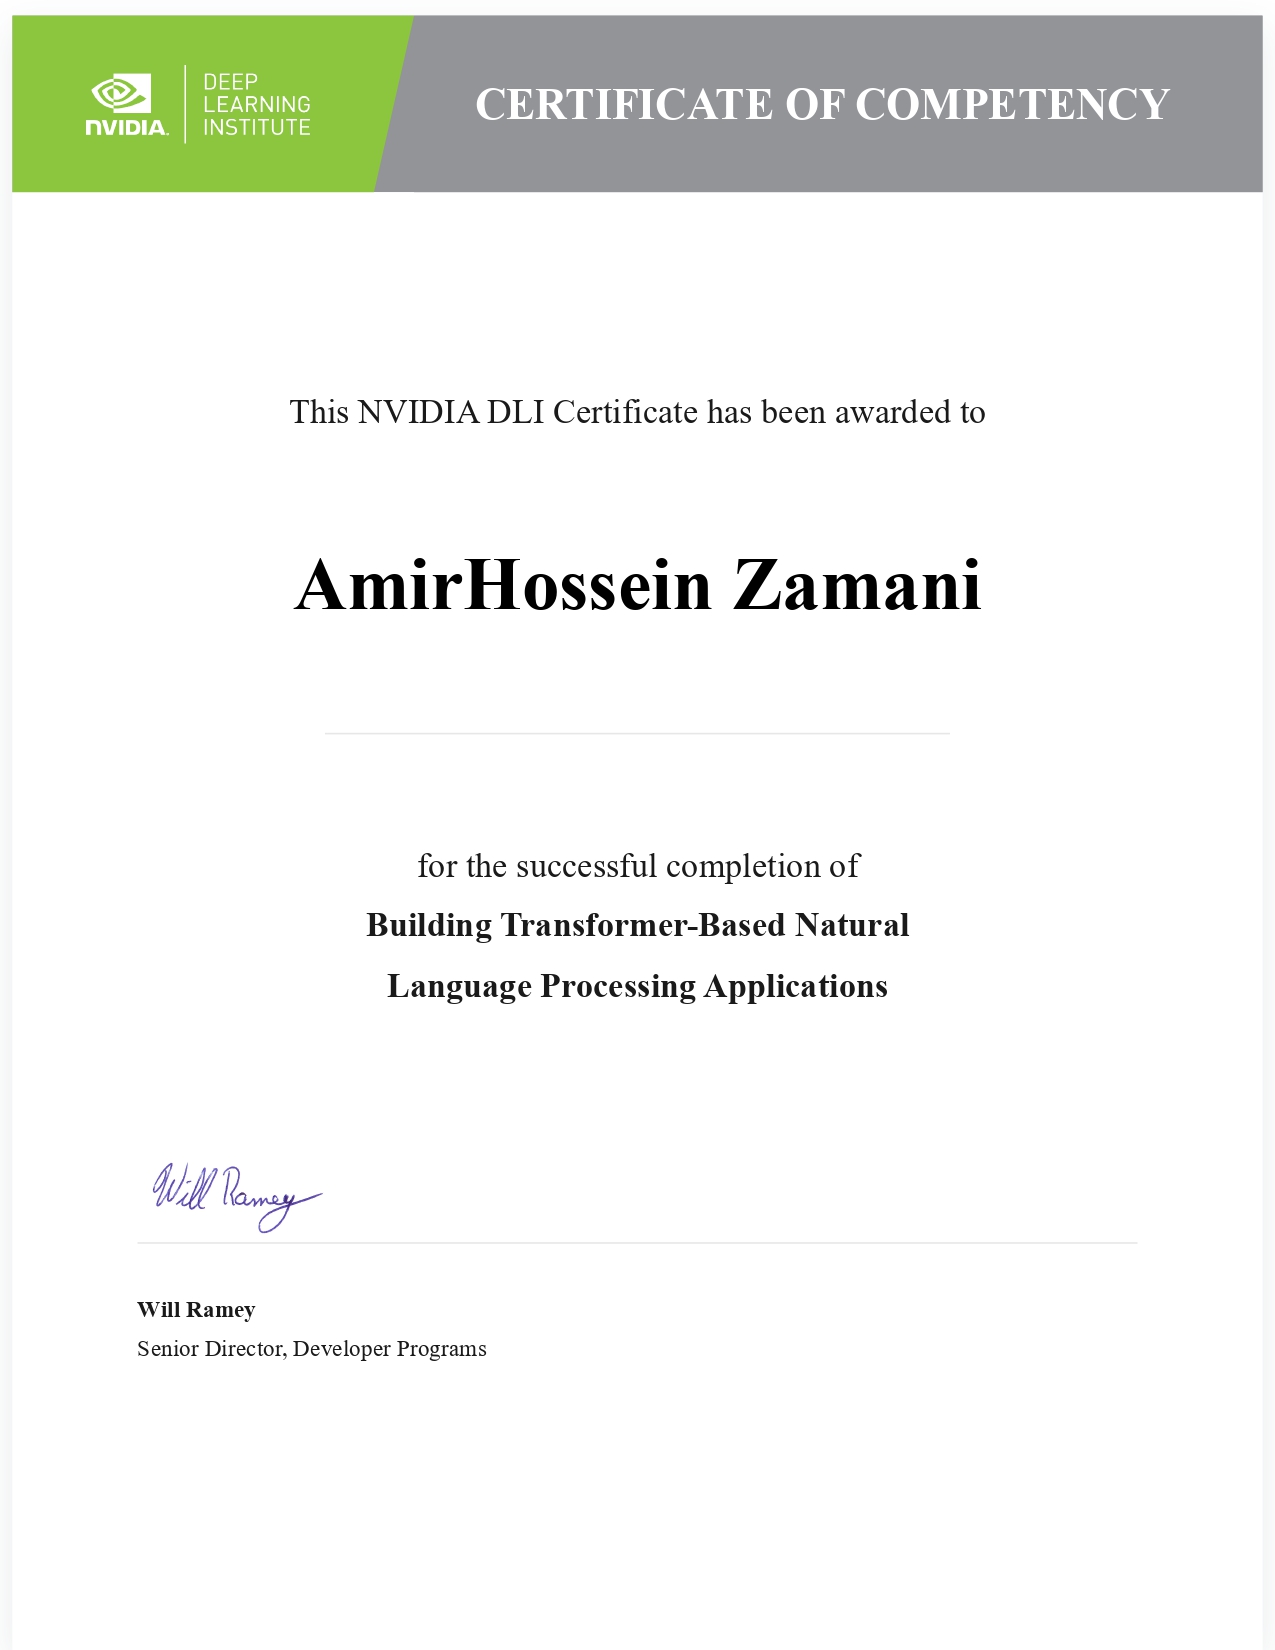 NVIDIA.
DEEP
LEARNING
INSTITUTE
CERTIFICATE OF COMPETENCY
This NVIDIA DLI Certificate has been awarded to
AmirHossein Zamani
for the successful completion of
Building Transformer-Based Natural
Language Processing Applications
Will Ramey
Will Ramey
Senior Director, Developer Programs